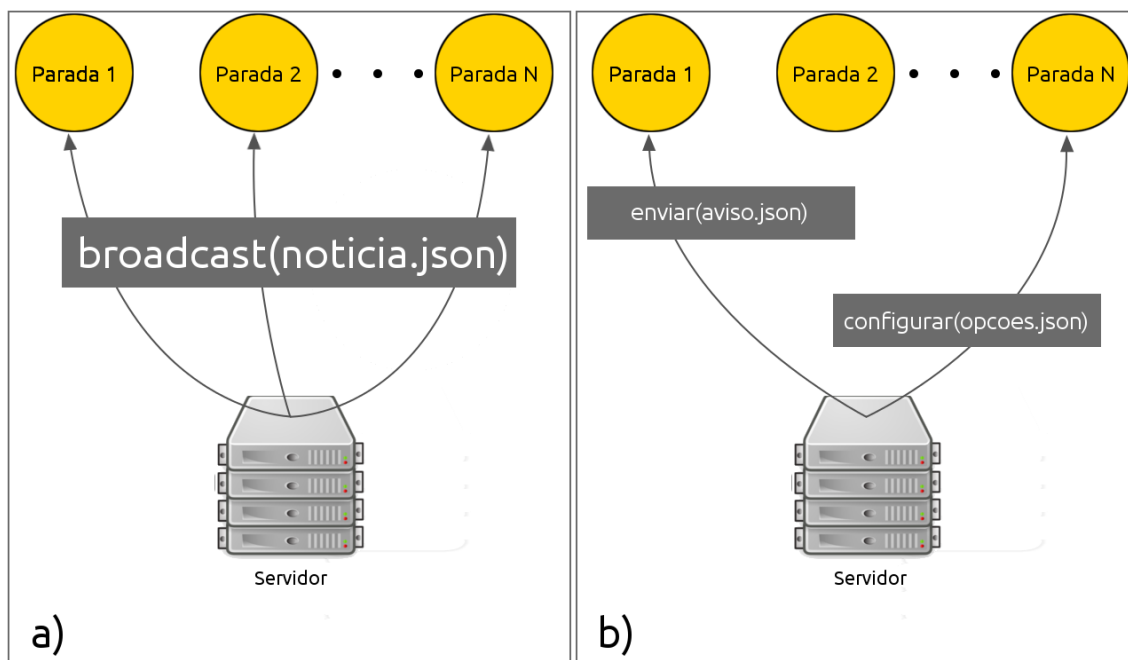 Parada 1
Parada 2
Parada N
broadcast(noticia.json)
Servidor
a)
Parada 1
Parada 2
Parada N
enviar(aviso.json)
configurar(opcoes.json)
Servidor
b)